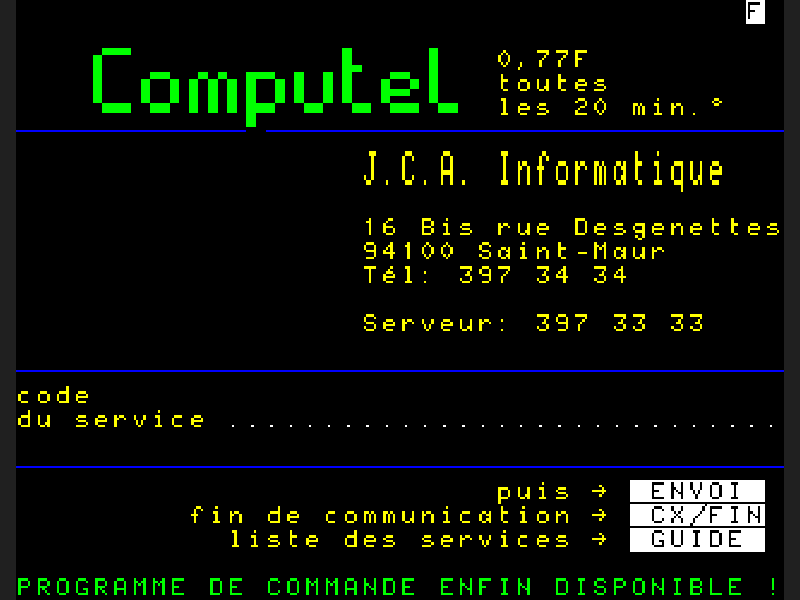 F
Computel
0,77F
toutes
les 20 min.°
J.C.A. Informatique
16 Bis rue Desgenettes
94100 Saint-Maur
Tél: 397 34 34
Serveur: 397 33 33
code
du service .............................
puis → ENVOI
fin de communication → CX/FIN
liste des services → GUIDE
PROGRAMME DE COMMANDE ENFIN DISPONIBLE !